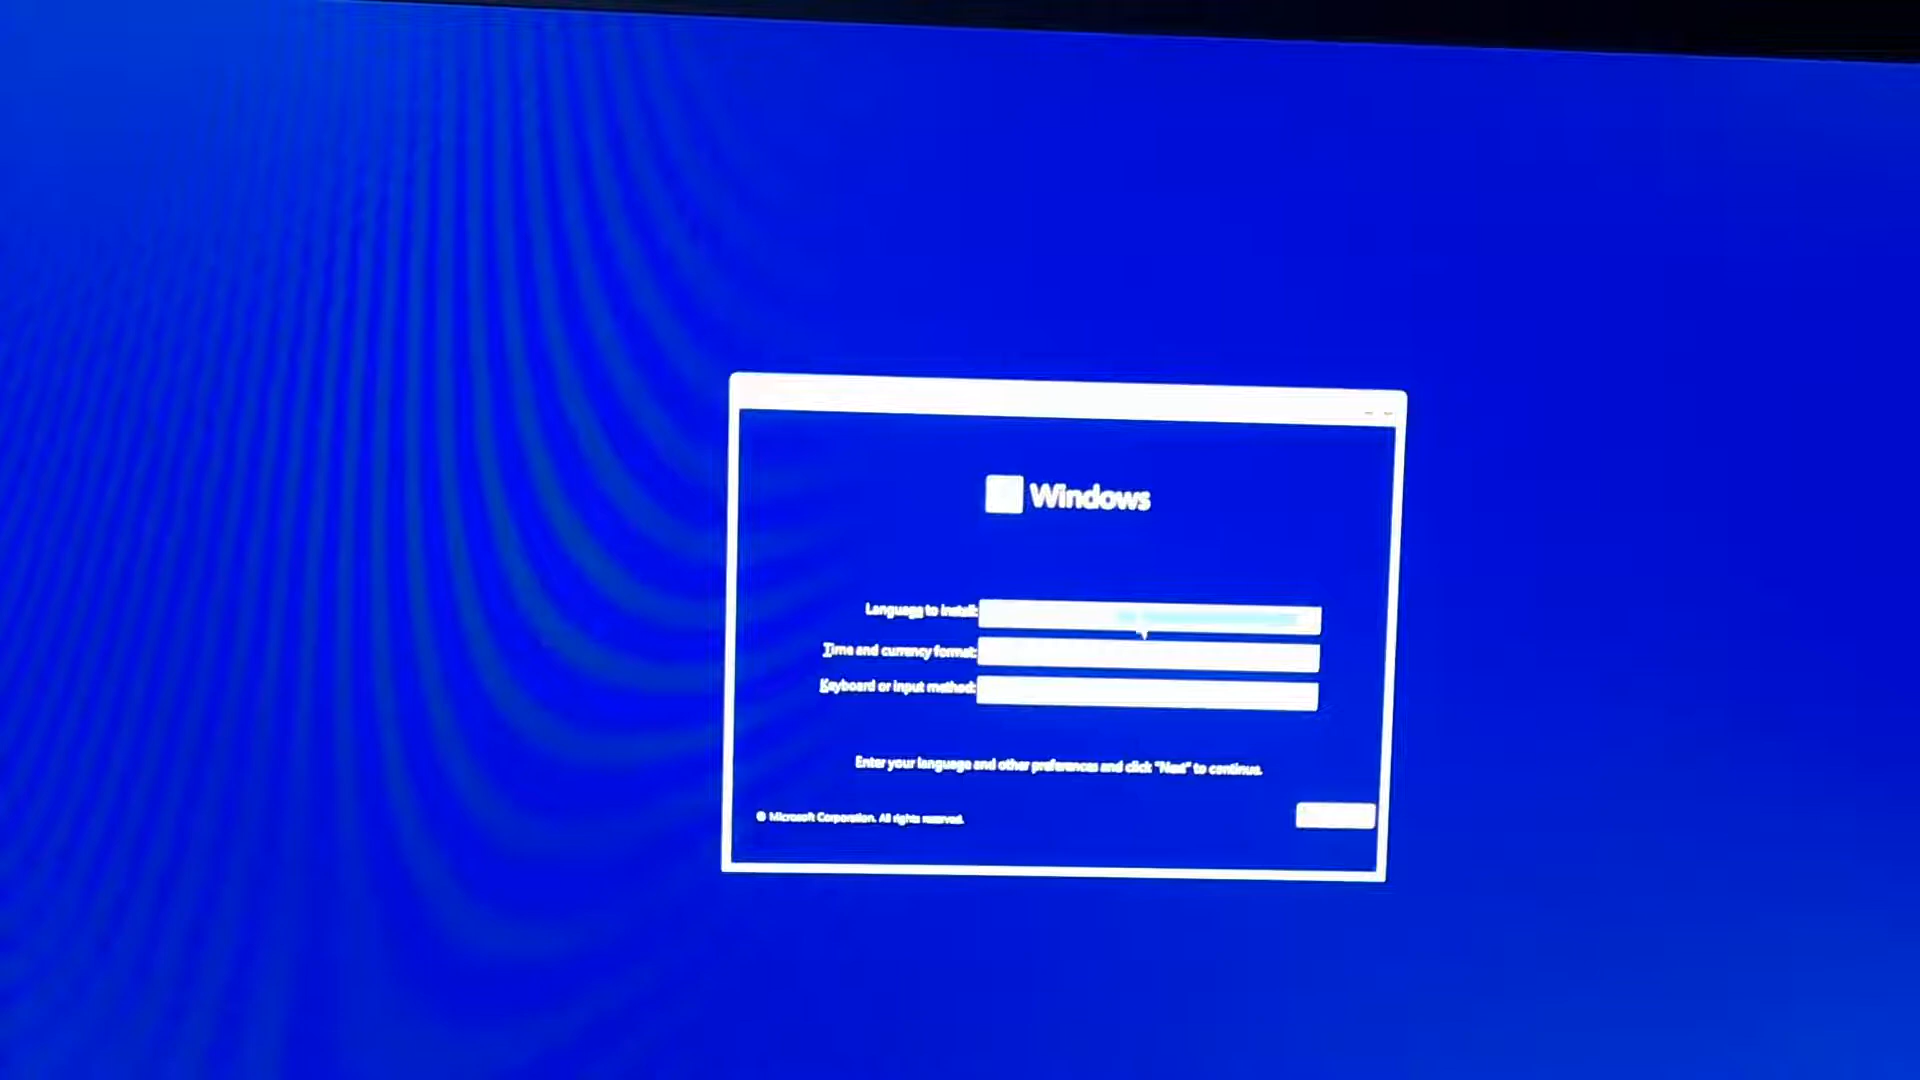 Windows
Language to install:
Time and currency format:
Keyboard or input method:
Enter your language and other preferences and click "Next" to continue.
© Microsoft Corporation. All rights reserved.